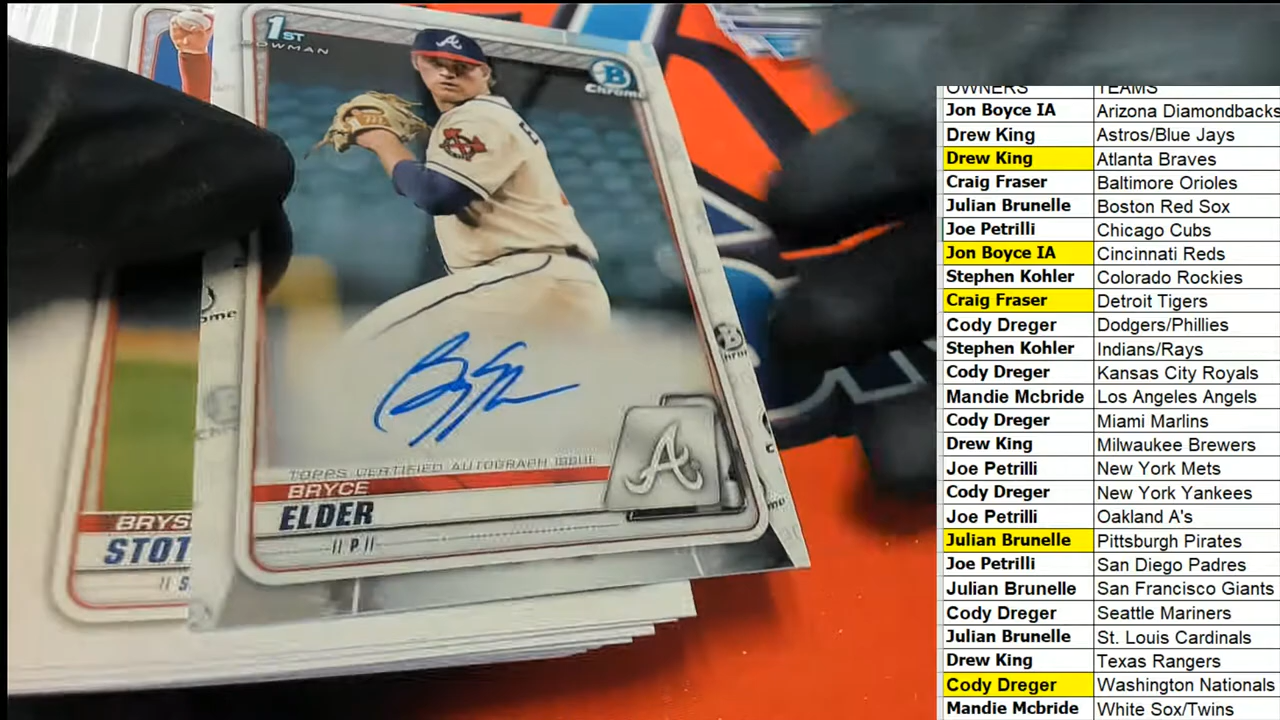 1ST
BOWMAN
B
Chrome
TOPPS CERTIFIED AUTOGRAPH ISSUE
BRYCE
ELDER
// P //
BRYS
STOT
OWNERS TEAMS
Jon Boyce IA Arizona Diamondbacks
Drew King Astros/Blue Jays
Drew King Atlanta Braves
Craig Fraser Baltimore Orioles
Julian Brunelle Boston Red Sox
Joe Petrilli Chicago Cubs
Jon Boyce IA Cincinnati Reds
Stephen Kohler Colorado Rockies
Craig Fraser Detroit Tigers
Cody Dreger Dodgers/Phillies
Stephen Kohler Indians/Rays
Cody Dreger Kansas City Royals
Mandie Mcbride Los Angeles Angels
Cody Dreger Miami Marlins
Drew King Milwaukee Brewers
Joe Petrilli New York Mets
Cody Dreger New York Yankees
Joe Petrilli Oakland A's
Julian Brunelle Pittsburgh Pirates
Joe Petrilli San Diego Padres
Julian Brunelle San Francisco Giants
Cody Dreger Seattle Mariners
Julian Brunelle St. Louis Cardinals
Drew King Texas Rangers
Cody Dreger Washington Nationals
Mandie Mcbride White Sox/Twins